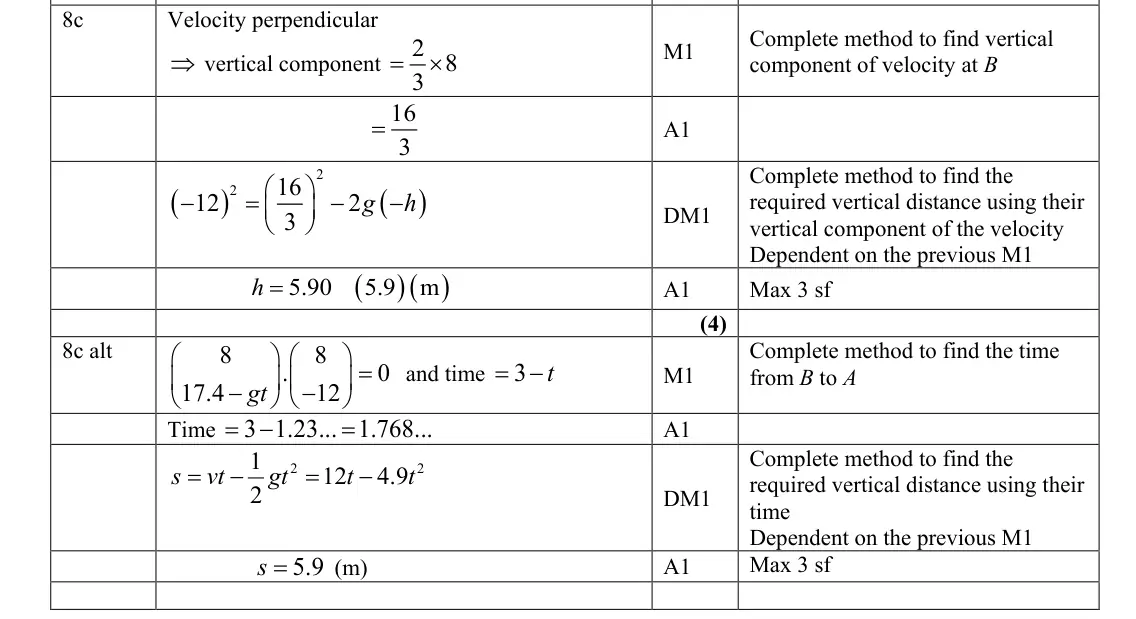 8c Velocity perpendicular
⇒ vertical component = 2/3 × 8 M1 Complete method to find vertical
component of velocity at B
= 16/3 A1
(−12)² = (16/3)² − 2g(−h) DM1 Complete method to find the
required vertical distance using their
vertical component of the velocity
Dependent on the previous M1
h = 5.90 (5.9)(m) A1 Max 3 sf
(4)
8c alt (8 / 17.4 − gt) . (8 / −12) = 0 and time = 3 − t M1 Complete method to find the time
from B to A
Time = 3 − 1.23... = 1.768... A1
s = vt − 1/2 gt² = 12t − 4.9t² DM1 Complete method to find the
required vertical distance using their
time
Dependent on the previous M1
s = 5.9 (m) A1 Max 3 sf